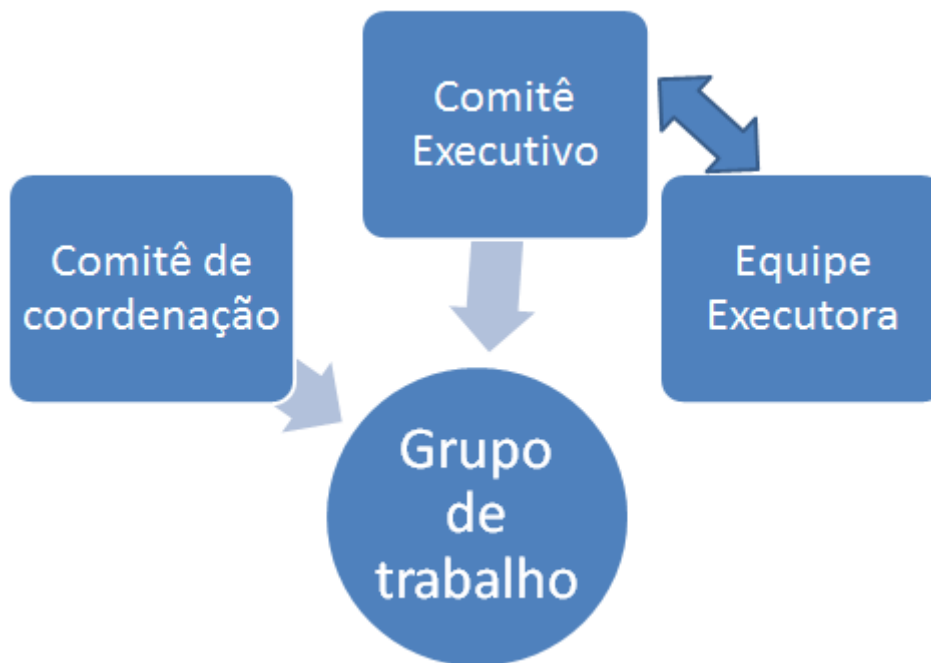 Comitê
Executivo
Comitê de
coordenação
Equipe
Executora
Grupo
de
trabalho